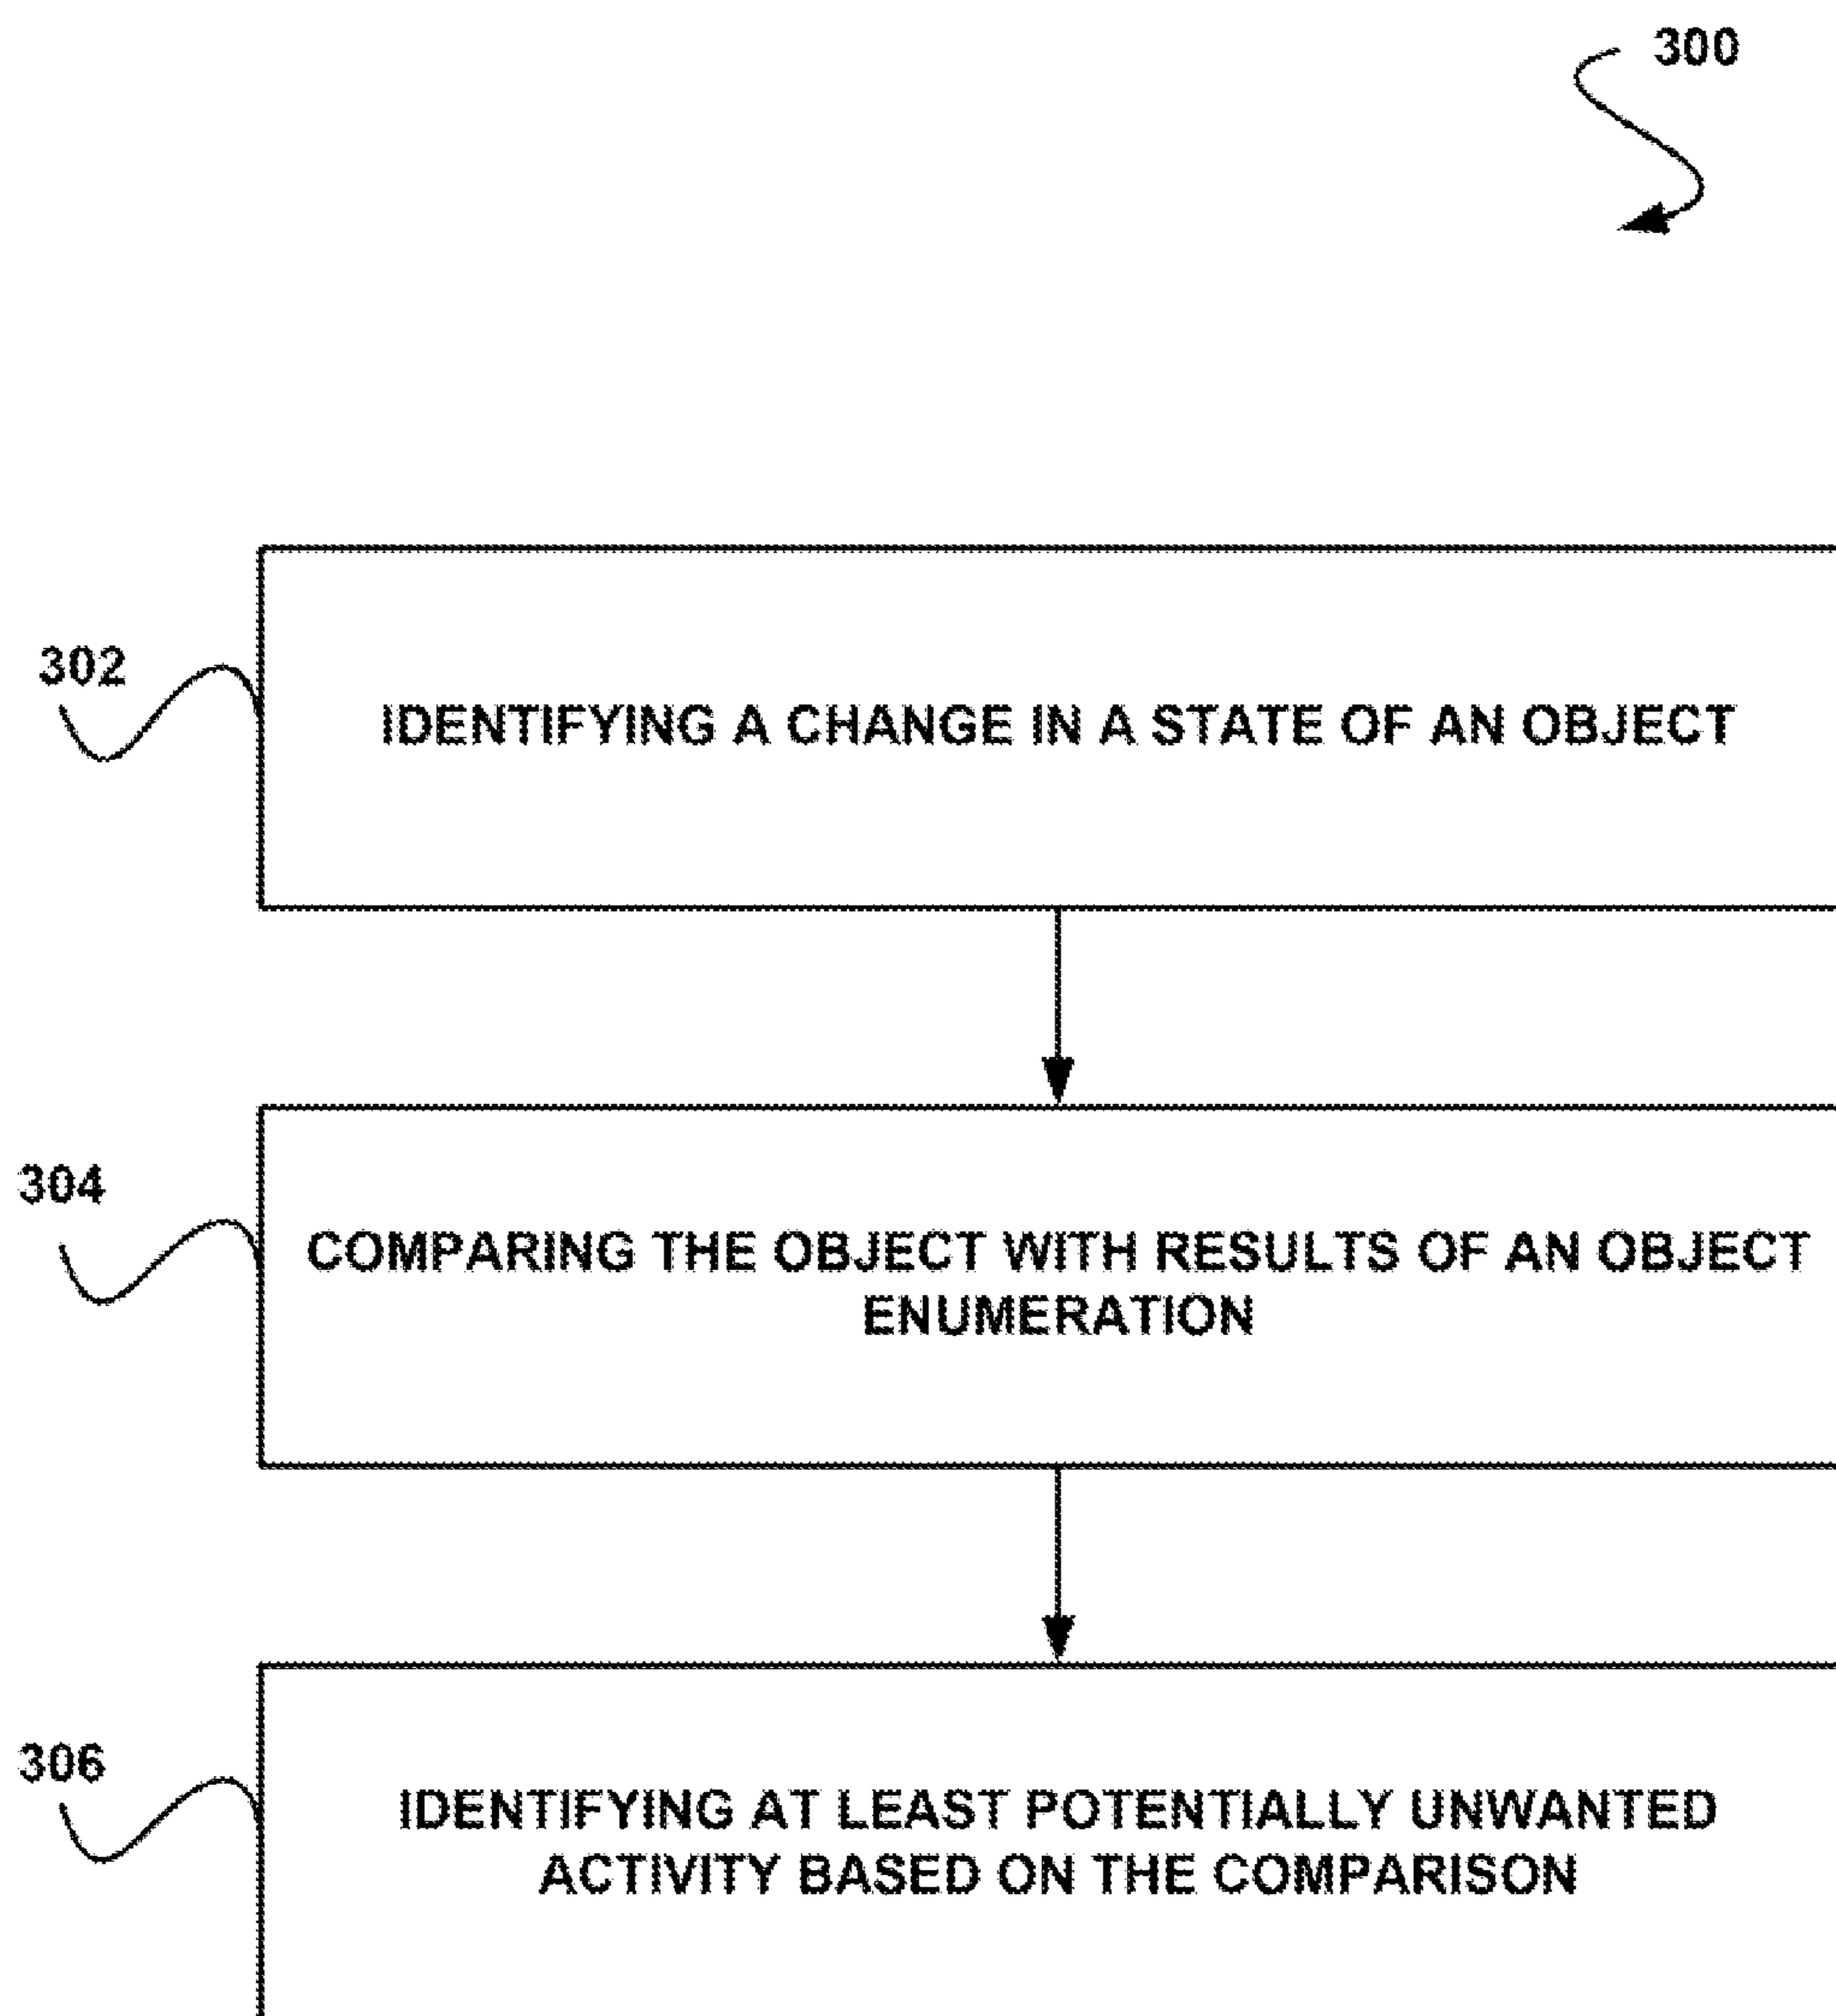 300
302
IDENTIFYING A CHANGE IN A STATE OF AN OBJECT
304
COMPARING THE OBJECT WITH RESULTS OF AN OBJECT
ENUMERATION
306
IDENTIFYING AT LEAST POTENTIALLY UNWANTED
ACTIVITY BASED ON THE COMPARISON